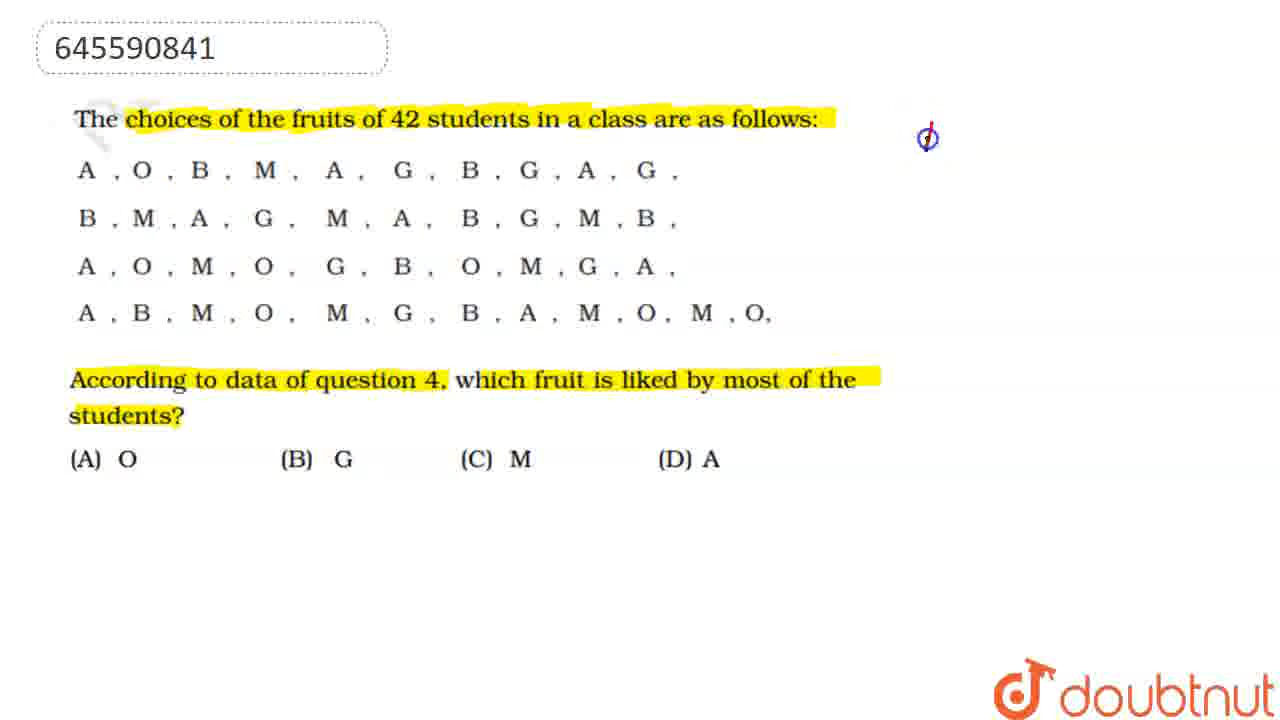 645590841
The choices of the fruits of 42 students in a class are as follows:
A , O , B , M , A , G , B , G , A , G ,
B , M , A , G , M , A , B , G , M , B ,
A , O , M , O , G , B , O , M , G , A ,
A , B , M , O , M , G , B , A , M , O , M , O,
According to data of question 4, which fruit is liked by most of the
students?
(A) O (B) G (C) M (D) A
doubtnut